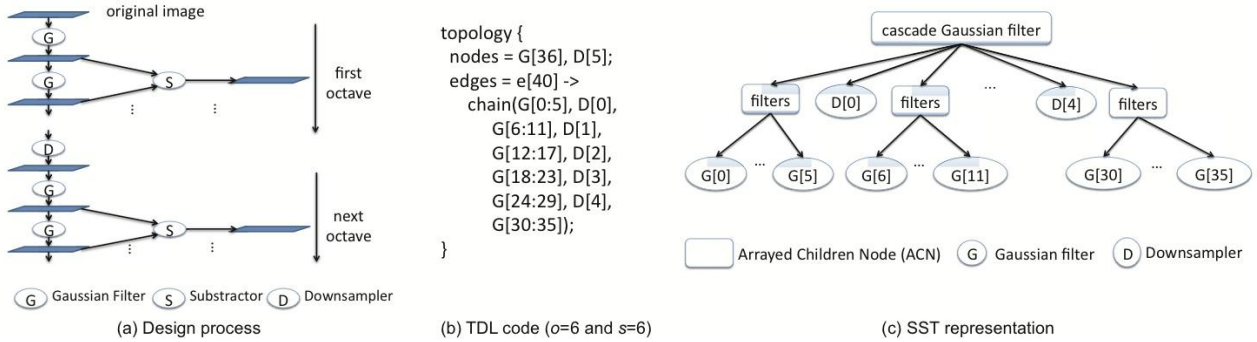 original image
G
G
S
first
octave
⋮
⋮
D
G
G
S
next
octave
⋮
⋮
G Gaussian Filter S Substractor D Downsampler
(a) Design process
topology {
nodes = G[36], D[5];
edges = e[40] ->
chain(G[0:5], D[0],
G[6:11], D[1],
G[12:17], D[2],
G[18:23], D[3],
G[24:29], D[4],
G[30:35]);
}
(b) TDL code (o=6 and s=6)
cascade Gaussian filter
filters D[0] filters ... D[4] filters
G[0] ... G[5] G[6] ... G[11] G[30] ... G[35]
Arrayed Children Node (ACN) G Gaussian filter D Downsampler
(c) SST representation